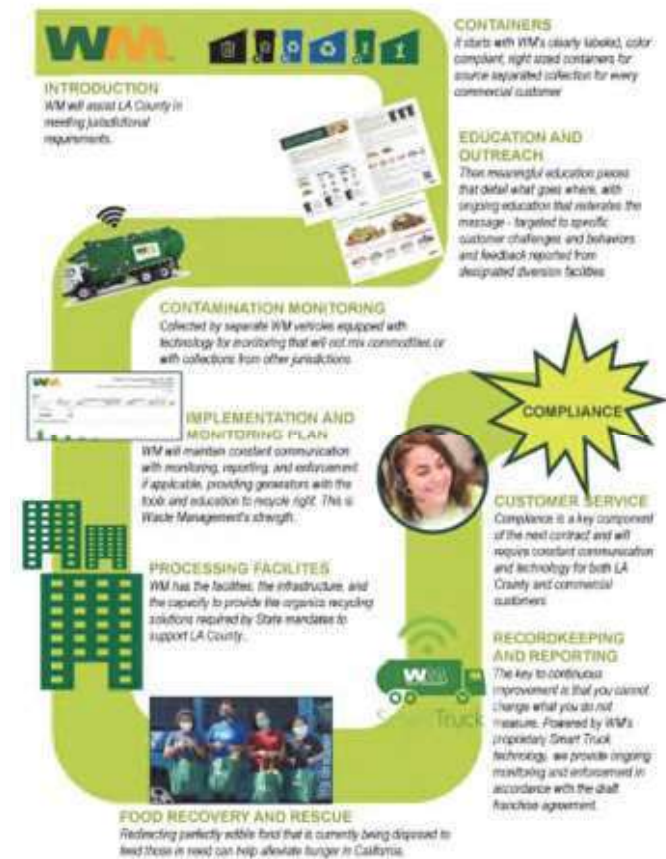 WM
INTRODUCTION
WM will assist LA County in
meeting jurisdictional
requirements.
CONTAINERS
It starts with WM's clearly labeled, color
compliant, right sized containers for
source separated collection for every
commercial customer
EDUCATION AND
OUTREACH
Then meaningful education pieces
that detail what goes where, with
ongoing education that reiterates the
message - targeted to specific
customer challenges and behaviors
and feedback reported from
designated diversion facilities
CONTAMINATION MONITORING
Collected by separate WM vehicles equipped with
technology for monitoring that will not mix commodities or
with collections from other jurisdictions.
WM
IMPLEMENTATION AND
MONITORING PLAN
WM will maintain constant communication
with monitoring, reporting, and enforcement
if applicable, providing generators with the
tools and education to recycle right. This is
Waste Management's strength.
PROCESSING FACILITES
WM has the facilities, the infrastructure, and
the capacity to provide the organics recycling
solutions required by State mandates to
support LA County.
FOOD RECOVERY AND RESCUE
Redirecting perfectly edible food that is currently being disposed to
feed those in need can help alleviate hunger in California.
WM
Smart Truck
RECORDKEEPING
AND REPORTING
The key to continuous
improvement is that you cannot
change what you do not
measure. Powered by WM's
proprietary Smart Truck
technology, we provide ongoing
monitoring and enforcement in
accordance with the draft
franchise agreement.
CUSTOMER SERVICE
Compliance is a key component
of the next contract and will
require constant communication
and technology for both LA
County and commercial
customers
COMPLIANCE